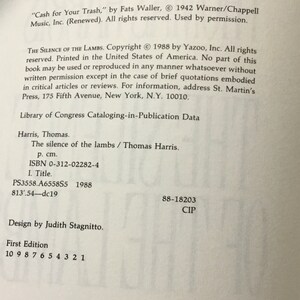 "Cash for Your Trash," by Fats Waller, © 1942 Warner/Chappell
Music, Inc. (Renewed). All rights reserved. Used by permission.
THE SILENCE OF THE LAMBS. Copyright © 1988 by Yazoo, Inc. All rights
reserved. Printed in the United States of America. No part of this
book may be used or reproduced in any manner whatsoever without
written permission except in the case of brief quotations embodied
in critical articles or reviews. For information, address St. Martin's
Press, 175 Fifth Avenue, New York, N.Y. 10010.
Library of Congress Cataloging-in-Publication Data
Harris, Thomas.
The silence of the lambs / Thomas Harris.
p. cm.
ISBN 0-312-02282-4
I. Title.
PS3558.A6558S5 1988
813'.54—dc19 88-18203
CIP
Design by Judith Stagnitto.
First Edition
10 9 8 7 6 5 4 3 2 1